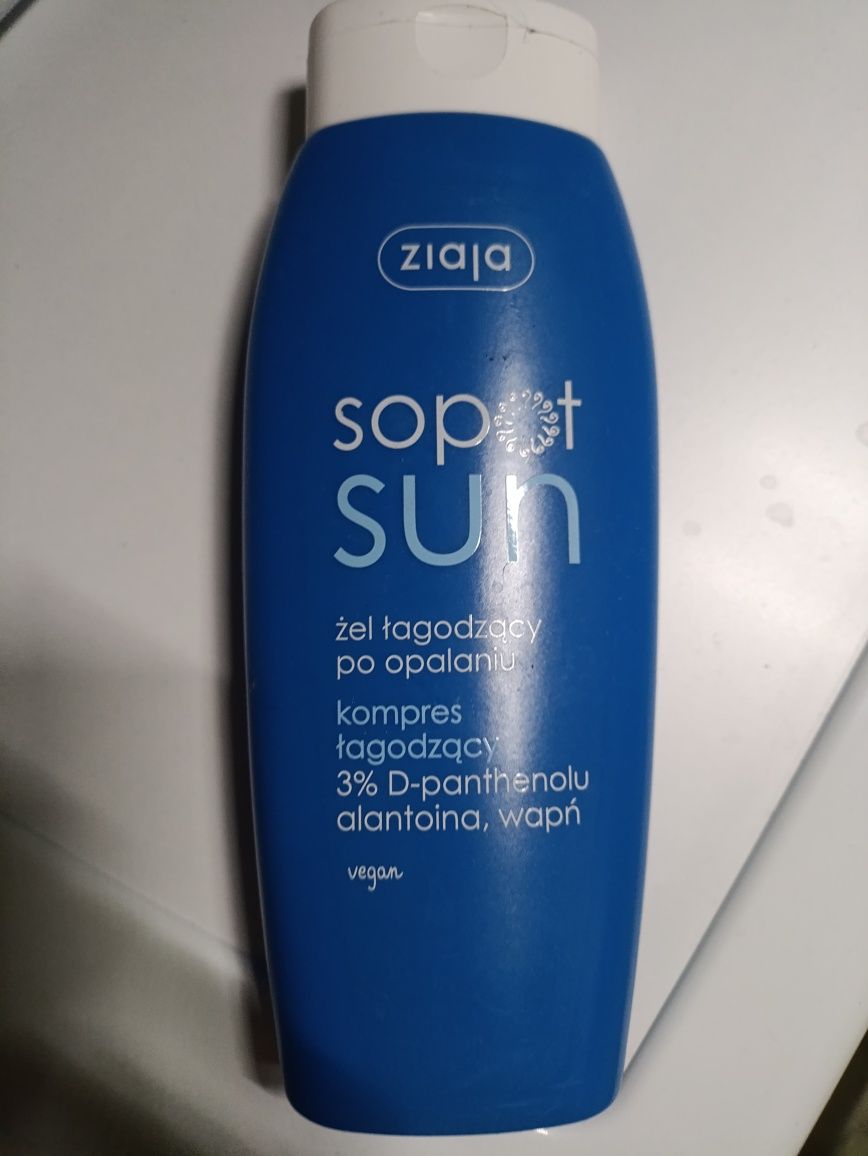 ziaja
sopot
sun
żel łagodzący
po opalaniu
kompres
łagodzący
3% D-panthenolu
alantoina, wapń
vegan